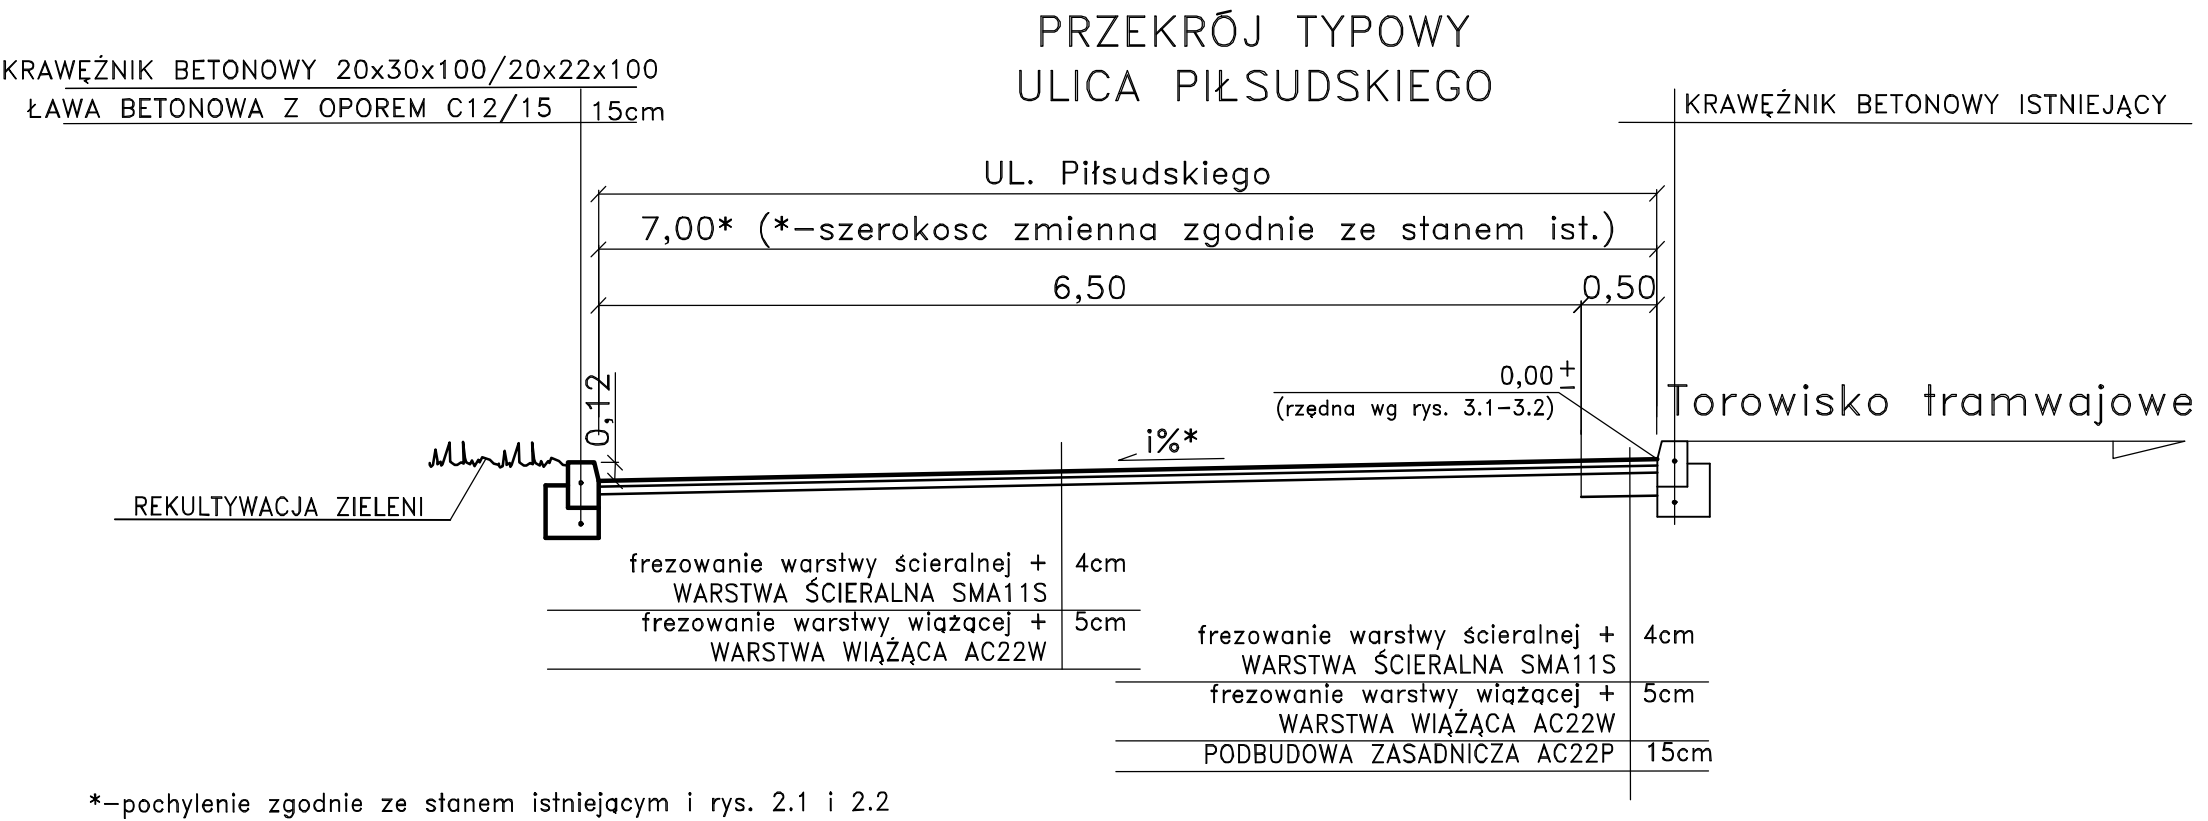 PRZEKRÓJ TYPOWY
ULICA PIŁSUDSKIEGO
KRAWĘŹNIK BETONOWY 20x30x100/20x22x100
ŁAWA BETONOWA Z OPOREM C12/15 15cm
KRAWĘŹNIK BETONOWY ISTNIEJĄCY
UL. Piłsudskiego
7,00* (*-szerokosc zmienna zgodnie ze stanem ist.)
6,50 0,50
0,12
0,00 ±
(rzędna wg rys. 3.1-3.2)
Torowisko tramwajowe
i%*
REKULTYWACJA ZIELENI
frezowanie warstwy ścieralnej + 4cm
WARSTWA ŚCIERALNA SMA11S
frezowanie warstwy wiążącej + 5cm
WARSTWA WIĄŻĄCA AC22W
frezowanie warstwy ścieralnej + 4cm
WARSTWA ŚCIERALNA SMA11S
frezowanie warstwy wiążącej + 5cm
WARSTWA WIĄŻĄCA AC22W
PODBUDOWA ZASADNICZA AC22P 15cm
*-pochylenie zgodnie ze stanem istniejącym i rys. 2.1 i 2.2